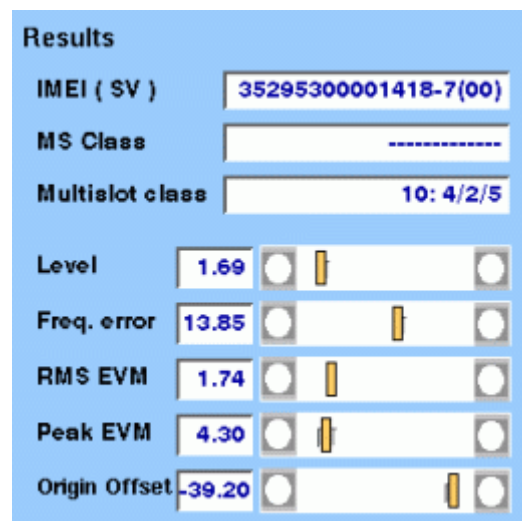 Results
IMEI ( SV ) 35295300001418-7(00)
MS Class -------------
Multislot class 10: 4/2/5
Level 1.69
Freq. error 13.85
RMS EVM 1.74
Peak EVM 4.30
Origin Offset -39.20